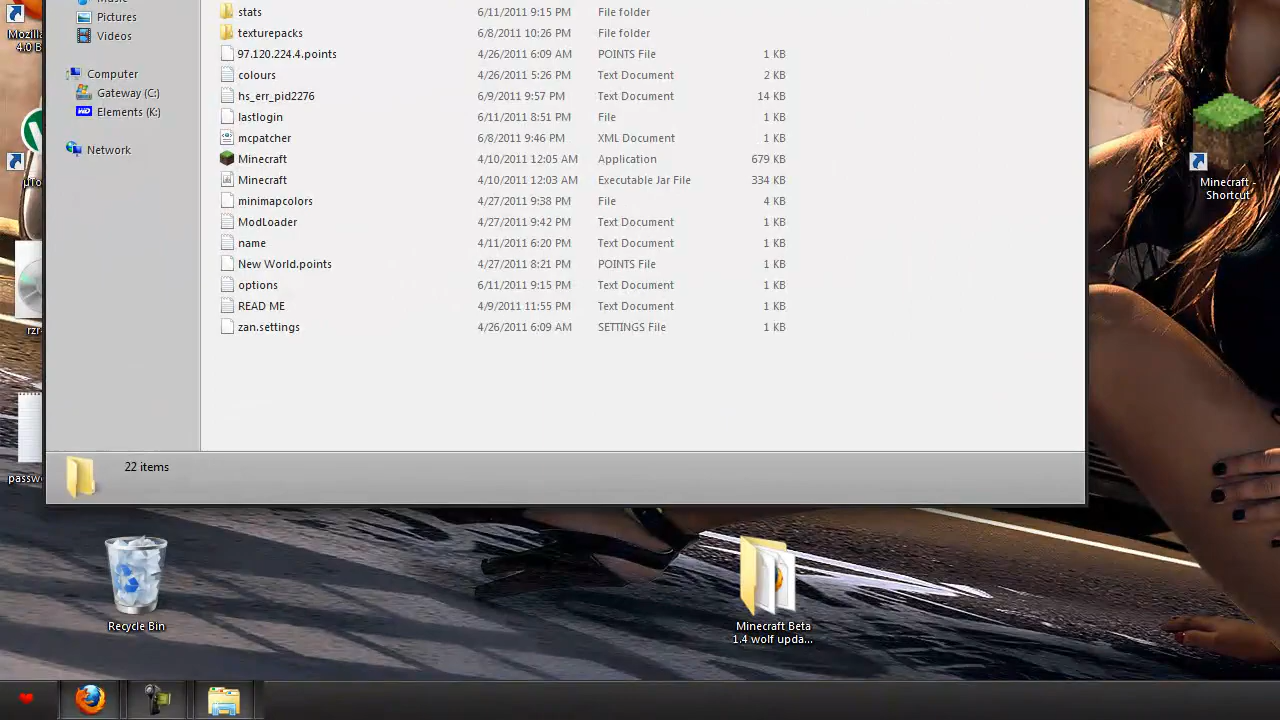 Mozilla
4.0 B
Music
Pictures
Videos
Computer
Gateway (C:)
Elements (K:)
Network
stats 6/11/2011 9:15 PM File folder
texturepacks 6/8/2011 10:26 PM File folder
97.120.224.4.points 4/26/2011 6:09 AM POINTS File 1 KB
colours 4/26/2011 5:26 PM Text Document 2 KB
hs_err_pid2276 6/9/2011 9:57 PM Text Document 14 KB
lastlogin 6/11/2011 8:51 PM File 1 KB
mcpatcher 6/8/2011 9:46 PM XML Document 1 KB
Minecraft 4/10/2011 12:05 AM Application 679 KB
Minecraft 4/10/2011 12:03 AM Executable Jar File 334 KB
minimapcolors 4/27/2011 9:38 PM File 4 KB
ModLoader 4/27/2011 9:42 PM Text Document 1 KB
name 4/11/2011 6:20 PM Text Document 1 KB
New World.points 4/27/2011 8:21 PM POINTS File 1 KB
options 6/11/2011 9:15 PM Text Document 1 KB
READ ME 4/9/2011 11:55 PM Text Document 1 KB
zan.settings 4/26/2011 6:09 AM SETTINGS File 1 KB
22 items
µTo
rzr
passw
Minecraft -
Shortcut
Recycle Bin
Minecraft Beta
1.4 wolf upda...